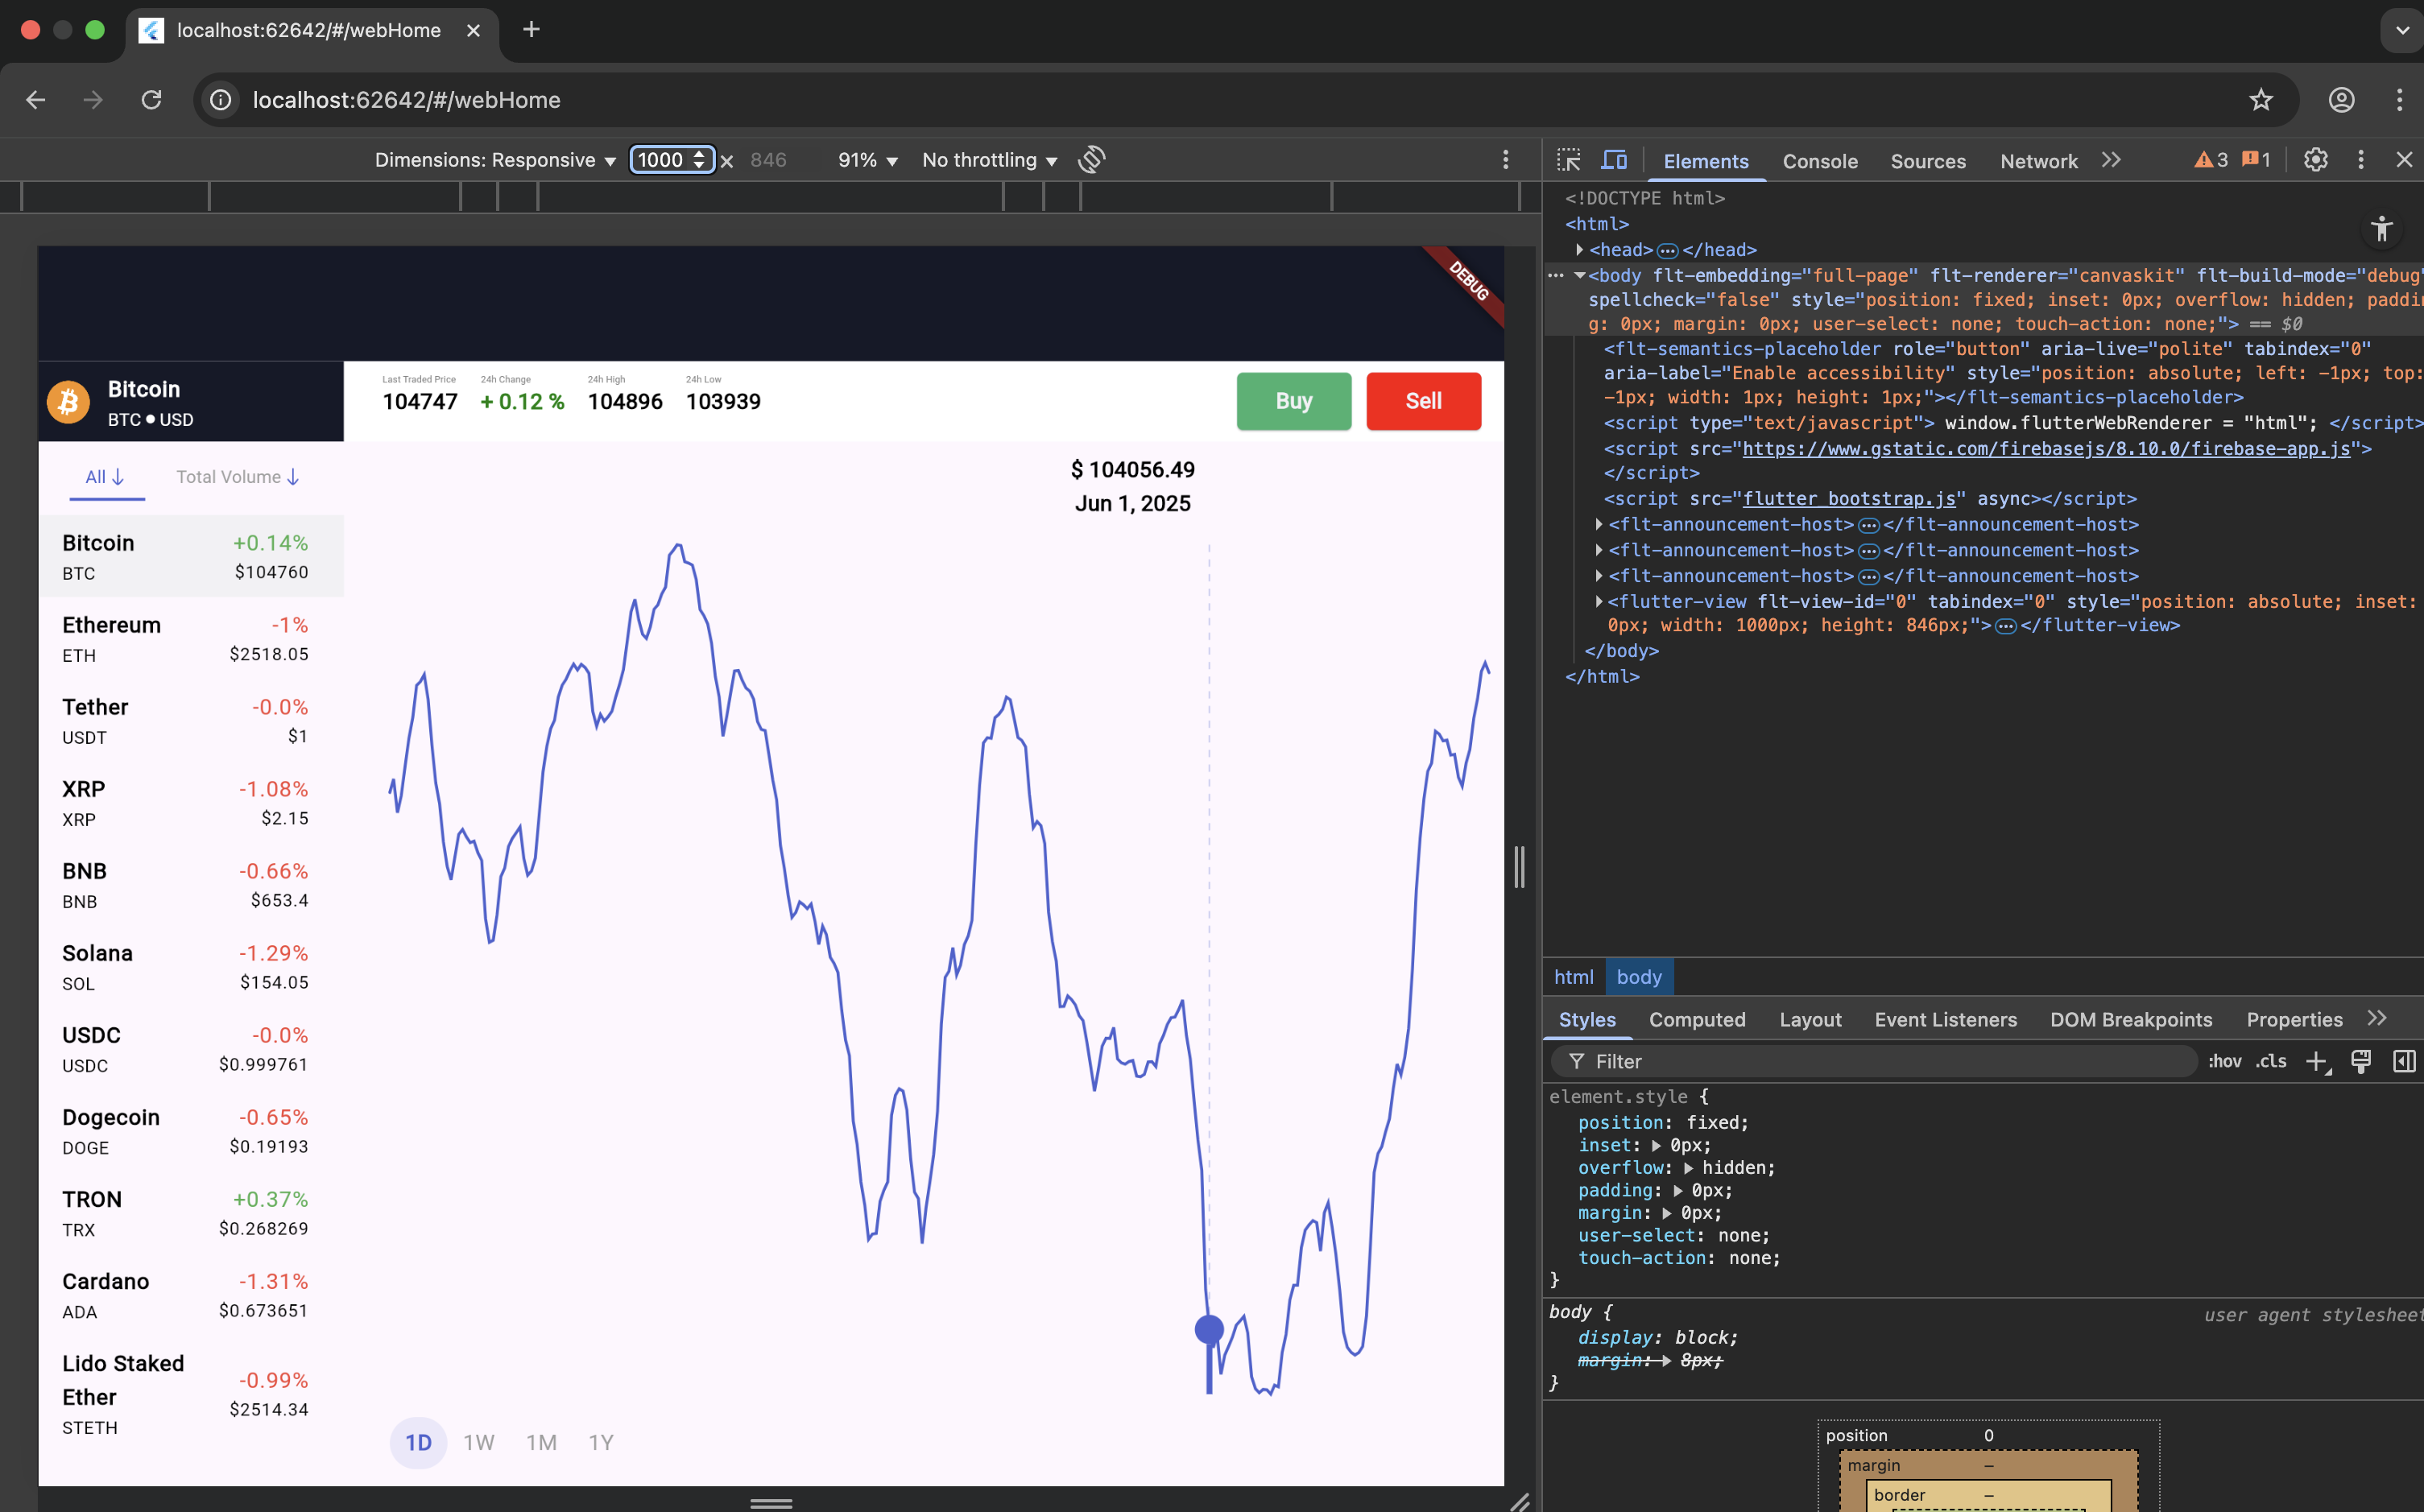 localhost:62642/#/webHome
localhost:62642/#/webHome
Dimensions: Responsive 1000 × 846 91% No throttling
Elements Console Sources Network 3 1
DEBUG
Bitcoin
BTC ● USD
Last Traded Price
104747
24h Change
+ 0.12 %
24h High
104896
24h Low
103939
Buy
Sell
All ↓ Total Volume ↓
$ 104056.49
Jun 1, 2025
Bitcoin +0.14%
BTC $104760
Ethereum -1%
ETH $2518.05
Tether -0.0%
USDT $1
XRP -1.08%
XRP $2.15
BNB -0.66%
BNB $653.4
Solana -1.29%
SOL $154.05
USDC -0.0%
USDC $0.999761
Dogecoin -0.65%
DOGE $0.19193
TRON +0.37%
TRX $0.268269
Cardano -1.31%
ADA $0.673651
Lido Staked
Ether -0.99%
STETH $2514.34
1D 1W 1M 1Y
<!DOCTYPE html>
<html>
<head>…</head>
<body flt-embedding="full-page" flt-renderer="canvaskit" flt-build-mode="debug"
spellcheck="false" style="position: fixed; inset: 0px; overflow: hidden; paddin
g: 0px; margin: 0px; user-select: none; touch-action: none;"> == $0
<flt-semantics-placeholder role="button" aria-live="polite" tabindex="0"
aria-label="Enable accessibility" style="position: absolute; left: -1px; top:
-1px; width: 1px; height: 1px;"></flt-semantics-placeholder>
<script type="text/javascript"> window.flutterWebRenderer = "html"; </script>
<script src="https://www.gstatic.com/firebasejs/8.10.0/firebase-app.js">
</script>
<script src="flutter_bootstrap.js" async></script>
<flt-announcement-host>…</flt-announcement-host>
<flt-announcement-host>…</flt-announcement-host>
<flt-announcement-host>…</flt-announcement-host>
<flutter-view flt-view-id="0" tabindex="0" style="position: absolute; inset:
0px; width: 1000px; height: 846px;">…</flutter-view>
</body>
</html>
html body
Styles Computed Layout Event Listeners DOM Breakpoints Properties
Filter :hov .cls
element.style {
position: fixed;
inset: 0px;
overflow: hidden;
padding: 0px;
margin: 0px;
user-select: none;
touch-action: none;
}
body { user agent stylesheet
display: block;
margin: 8px;
}
position 0
margin –
border –